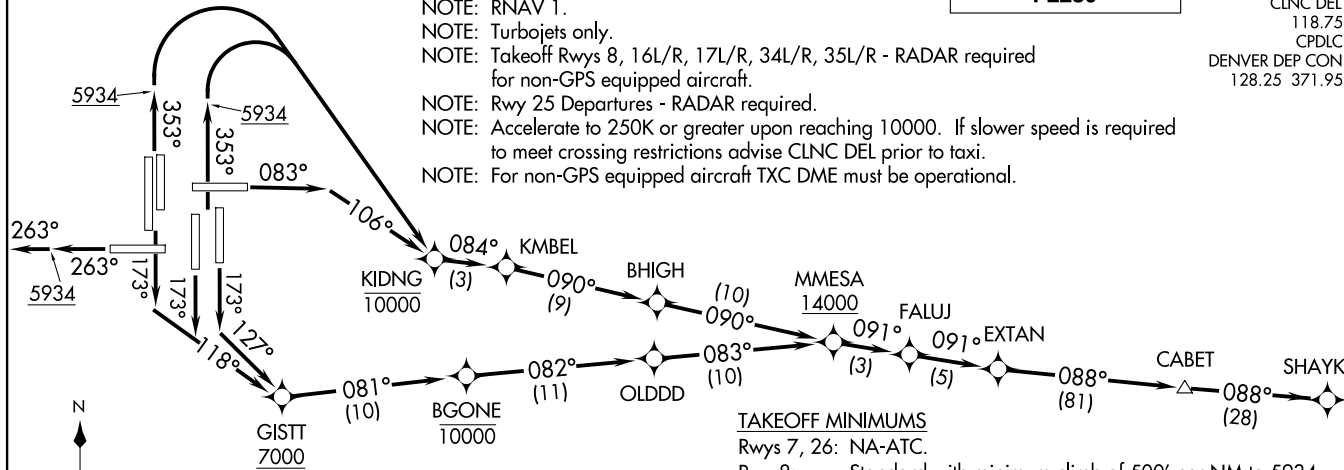 NOTE: RNAV 1.
NOTE: Turbojets only.
NOTE: Takeoff Rwys 8, 16L/R, 17L/R, 34L/R, 35L/R - RADAR required
for non-GPS equipped aircraft.
NOTE: Rwy 25 Departures - RADAR required.
NOTE: Accelerate to 250K or greater upon reaching 10000. If slower speed is required
to meet crossing restrictions advise CLNC DEL prior to taxi.
NOTE: For non-GPS equipped aircraft TXC DME must be operational.
CLNC DEL
118.75
CPDLC
DENVER DEP CON
128.25 371.95
5934
353°
5934
353°
083°
106°
263°
263°
5934
173°
173°
173°
118°
127°
KIDNG
10000
084°
(3)
KMBEL
090°
(9)
BHIGH
(10)
090°
MMESA
14000
091°
(3)
FALUJ
091°
(5)
EXTAN
088°
(81)
CABET
088°
(28)
SHAYK
GISTT
7000
081°
(10)
BGONE
10000
082°
(11)
OLDDD
083°
(10)
N
TAKEOFF MINIMUMS
Rwys 7, 26: NA-ATC.